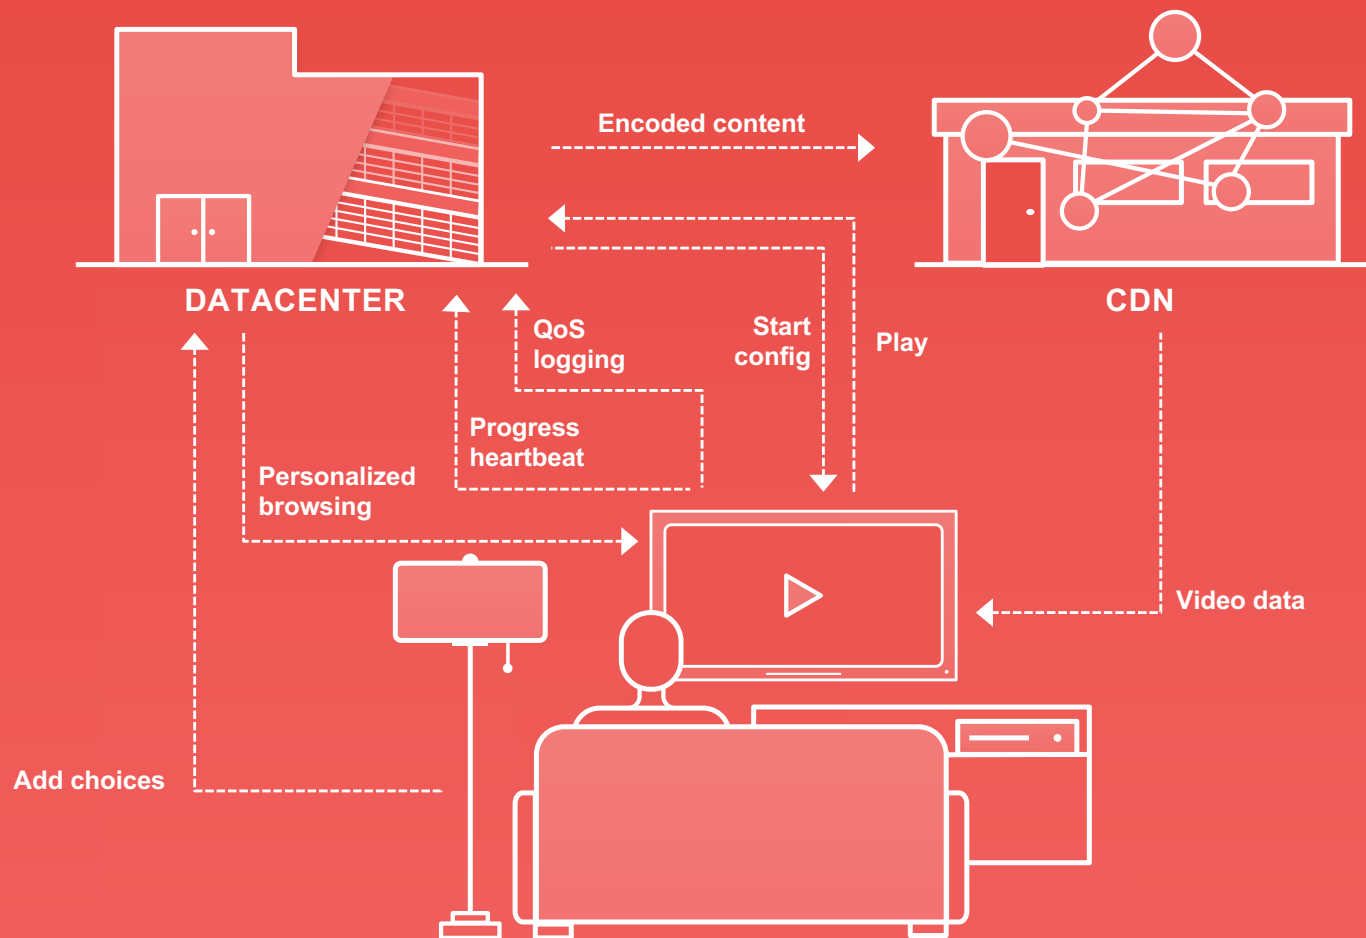 Encoded content
DATACENTER
CDN
QoS
logging
Start
config
Play
Progress
heartbeat
Personalized
browsing
Video data
Add choices